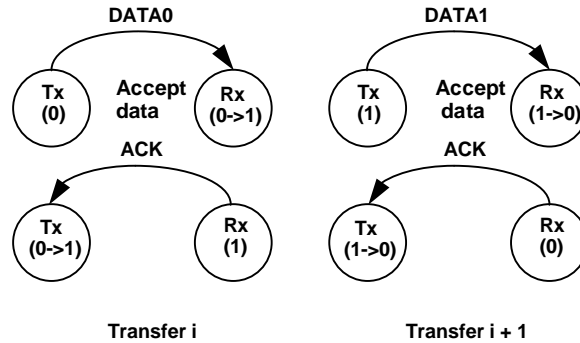 DATA0
Tx
(0)
Accept
data
Rx
(0->1)
ACK
Tx
(0->1)
Rx
(1)
Transfer i
DATA1
Tx
(1)
Accept
data
Rx
(1->0)
ACK
Tx
(1->0)
Rx
(0)
Transfer i + 1